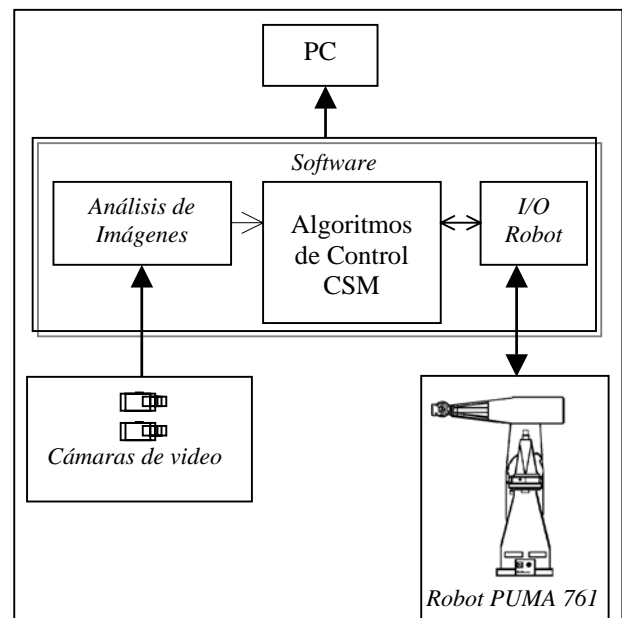 PC
Software
Análisis de
Imágenes
Algoritmos
de Control
CSM
I/O
Robot
Cámaras de video
Robot PUMA 761